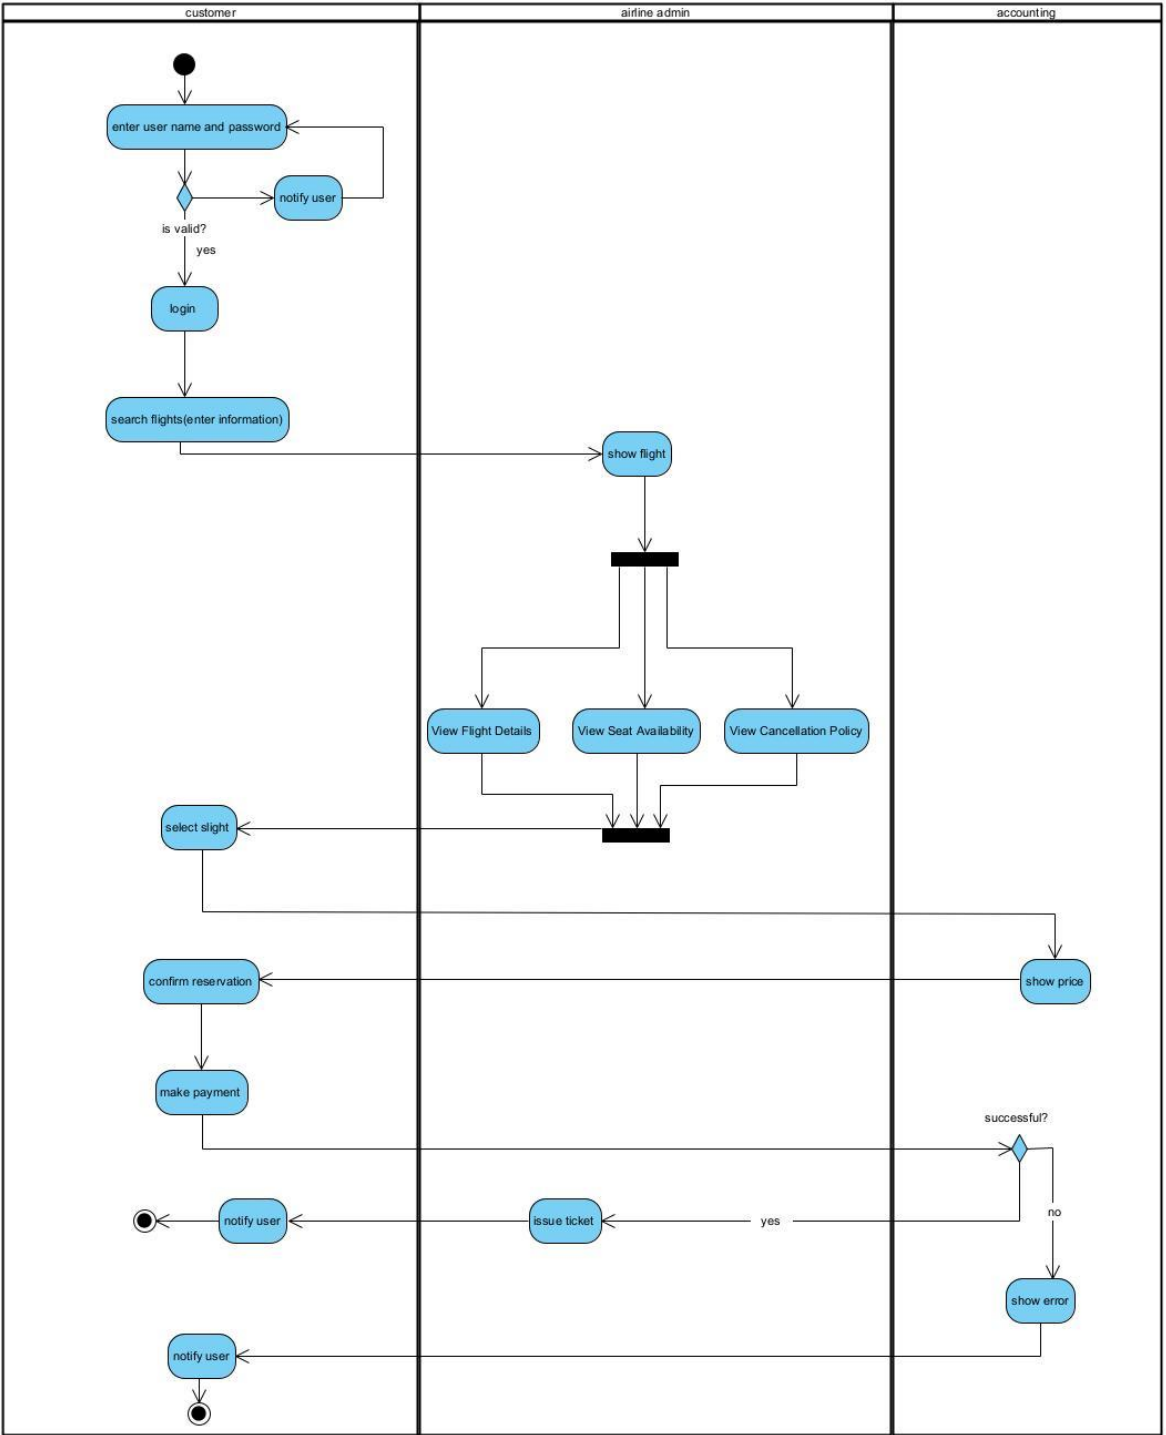 customer
airline admin
accounting
enter user name and password
notify user
is valid?
yes
login
search flights(enter information)
show flight
View Flight Details
View Seat Availability
View Cancellation Policy
select slight
confirm reservation
show price
make payment
successful?
notify user
issue ticket
yes
no
show error
notify user